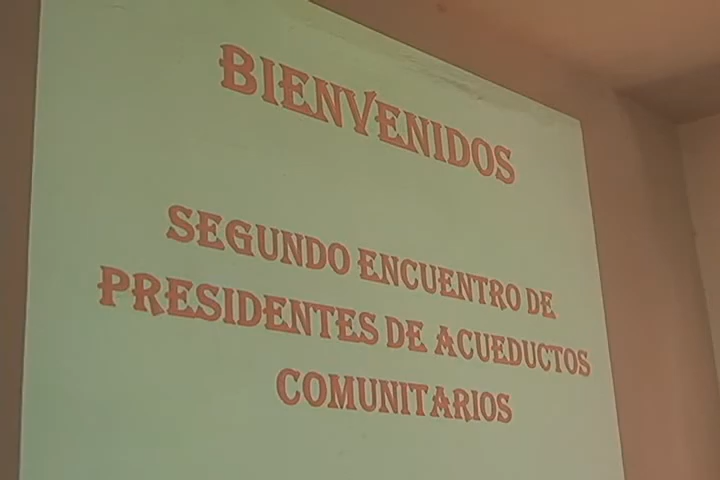 BIENVENIDOS
SEGUNDO ENCUENTRO DE
PRESIDENTES DE ACUEDUCTOS
COMUNITARIOS